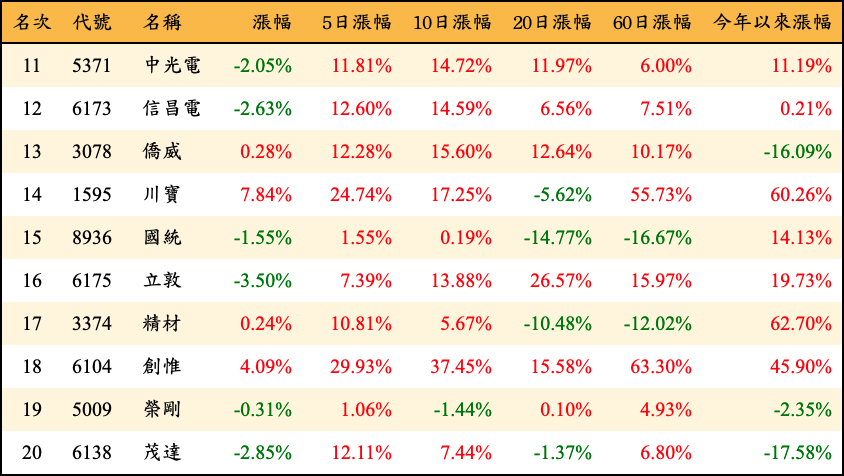 名次 代號 名稱 漲幅 5日漲幅 10日漲幅 20日漲幅 60日漲幅 今年以來漲幅
11 5371 中光電 -2.05% 11.81% 14.72% 11.97% 6.00% 11.19%
12 6173 信昌電 -2.63% 12.60% 14.59% 6.56% 7.51% 0.21%
13 3078 僑威 0.28% 12.28% 15.60% 12.64% 10.17% -16.09%
14 1595 川寶 7.84% 24.74% 17.25% -5.62% 55.73% 60.26%
15 8936 國統 -1.55% 1.55% 0.19% -14.77% -16.67% 14.13%
16 6175 立敦 -3.50% 7.39% 13.88% 26.57% 15.97% 19.73%
17 3374 精材 0.24% 10.81% 5.67% -10.48% -12.02% 62.70%
18 6104 創惟 4.09% 29.93% 37.45% 15.58% 63.30% 45.90%
19 5009 榮剛 -0.31% 1.06% -1.44% 0.10% 4.93% -2.35%
20 6138 茂達 -2.85% 12.11% 7.44% -1.37% 6.80% -17.58%